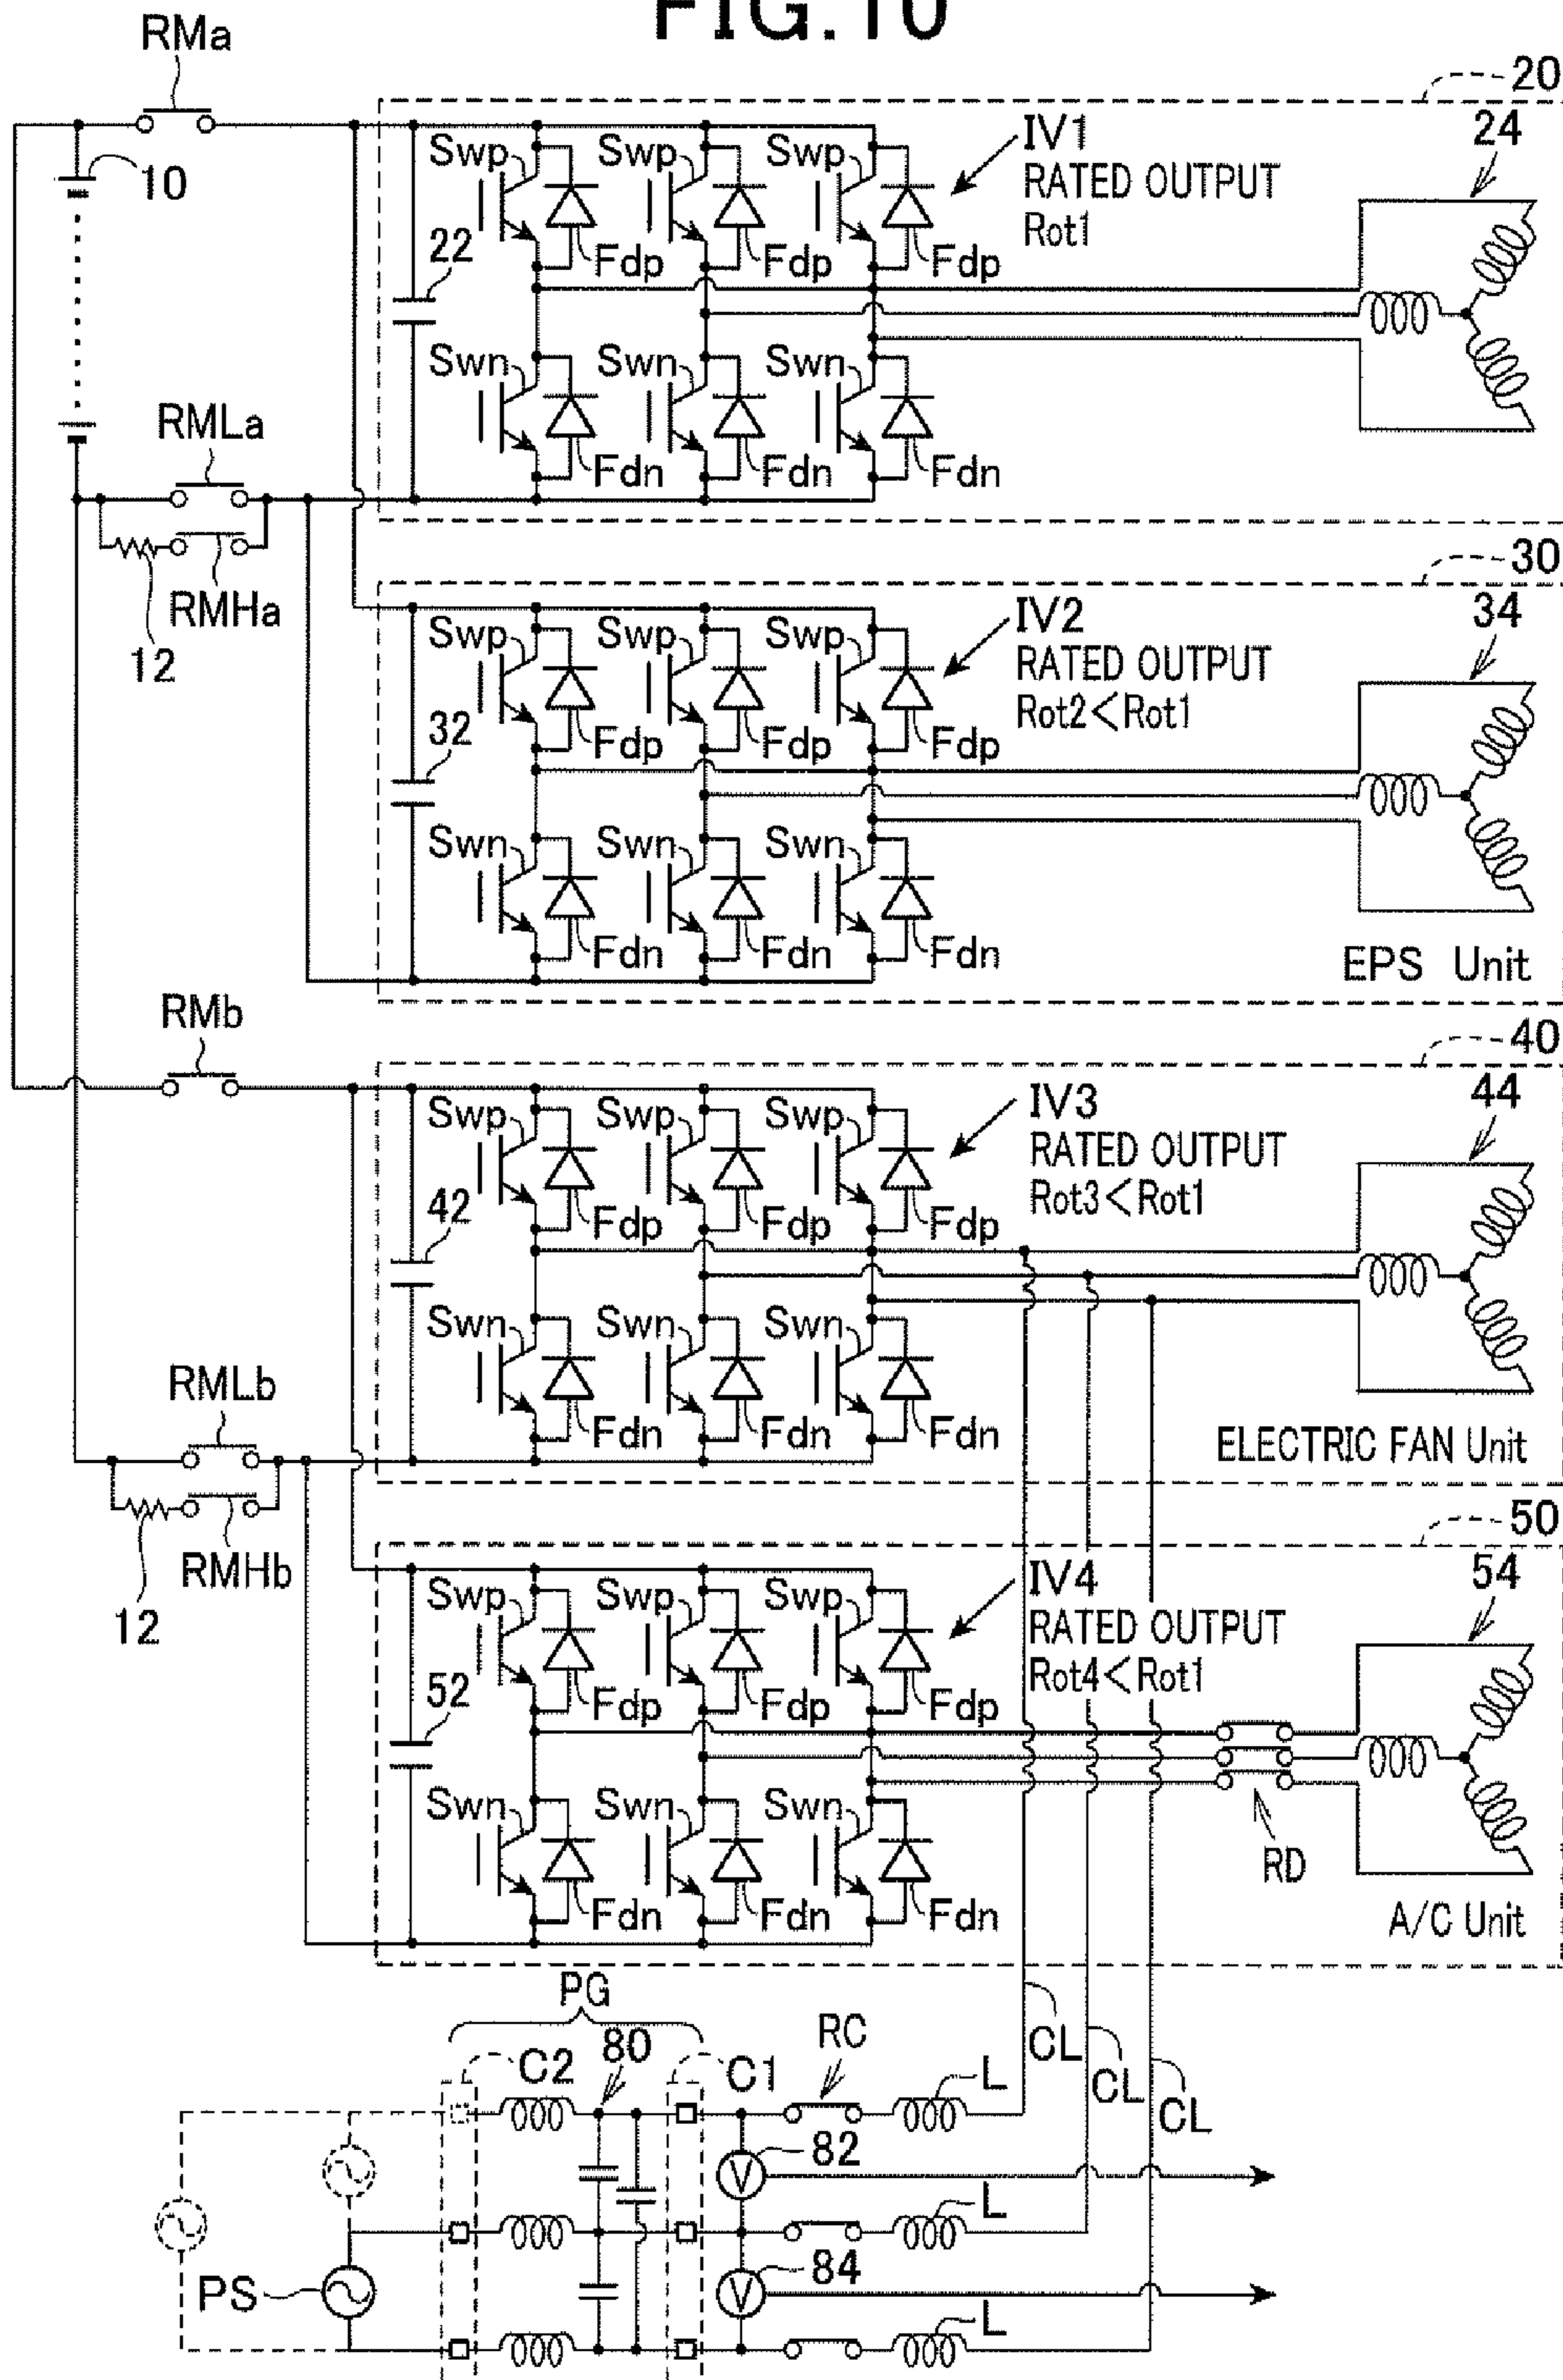 FIG.10
RMa
20
IV1
RATED OUTPUT
Rot1
24
10
Swp Swp Swp
22
Fdp Fdp Fdp
Swn Swn Swn
RMLa
Fdn Fdn Fdn
RMHa
12
30
IV2
RATED OUTPUT
Rot2<Rot1
34
Swp Swp Swp
32
Fdp Fdp Fdp
Swn Swn Swn
Fdn Fdn Fdn
EPS Unit
RMb
40
IV3
RATED OUTPUT
Rot3<Rot1
44
Swp Swp Swp
42
Fdp Fdp Fdp
Swn Swn Swn
RMLb
Fdn Fdn Fdn
ELECTRIC FAN Unit
RMHb
12
50
IV4
RATED OUTPUT
Rot4<Rot1
54
Swp Swp Swp
52
Fdp Fdp Fdp
Swn Swn Swn
RD
Fdn Fdn Fdn
A/C Unit
PG
C2 80 C1 RC L CL CL CL
V 82
L
PS
V 84
L